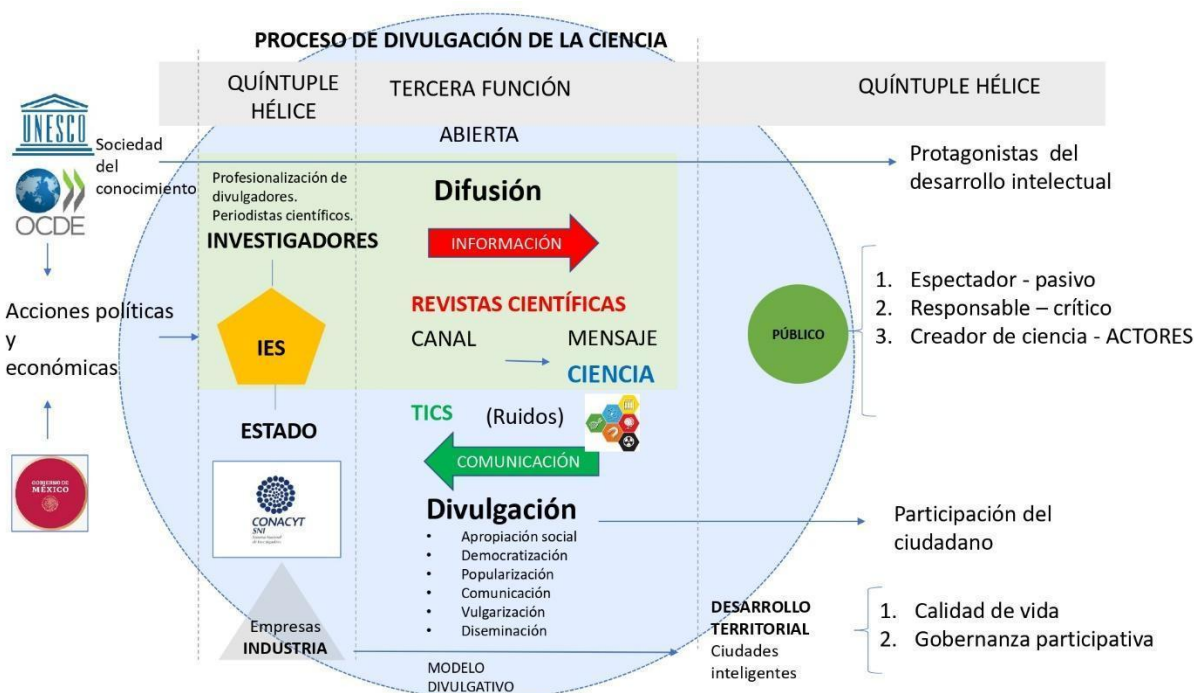 PROCESO DE DIVULGACIÓN DE LA CIENCIA
QUÍNTUPLE
HÉLICE
TERCERA FUNCIÓN
QUÍNTUPLE HÉLICE
ABIERTA
UNESCO
Sociedad
del
conocimiento
OCDE
Acciones políticas
y
económicas
GOBIERNO DE
MÉXICO
Profesionalización de
divulgadores.
Periodistas científicos.
INVESTIGADORES
IES
ESTADO
CONACYT
SNI
Empresas
INDUSTRIA
Difusión
INFORMACIÓN
REVISTAS CIENTÍFICAS
CANAL
MENSAJE
CIENCIA
TICS
(Ruidos)
COMUNICACIÓN
Divulgación
• Apropiación social
• Democratización
• Popularización
• Comunicación
• Vulgarización
• Diseminación
MODELO
DIVULGATIVO
Protagonistas del
desarrollo intelectual
PÚBLICO
1. Espectador - pasivo
2. Responsable – crítico
3. Creador de ciencia - ACTORES
Participación del
ciudadano
DESARROLLO
TERRITORIAL
Ciudades
inteligentes
1. Calidad de vida
2. Gobernanza participativa